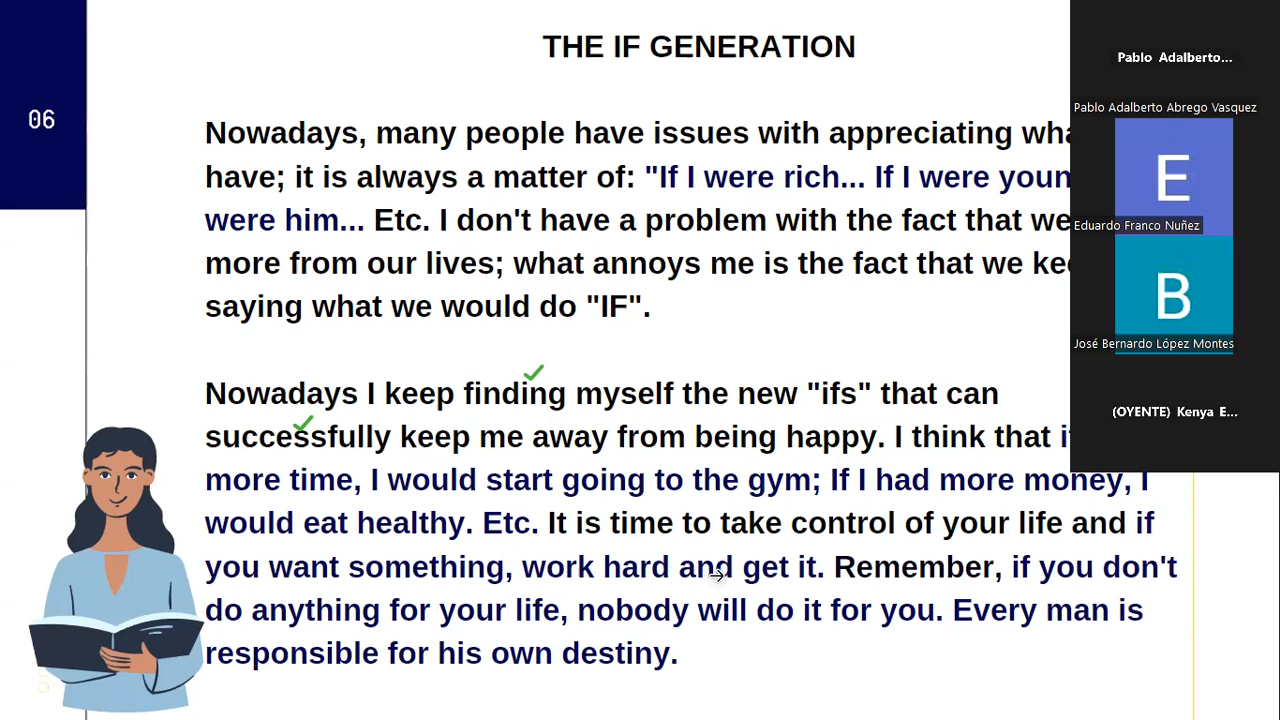 THE IF GENERATION
06
Nowadays, many people have issues with appreciating
have; it is always a matter of: "If I were rich... If I were
were him... Etc. I don't have a problem with the fact that we
more from our lives; what annoys me is the fact that we
saying what we would do "IF".
Nowadays I keep finding myself the new "ifs" that can
successfully keep me away from being happy. I think that
more time, I would start going to the gym; If I had more money, I
would eat healthy. Etc. It is time to take control of your life and if
you want something, work hard and get it. Remember, if you don't
do anything for your life, nobody will do it for you. Every man is
responsible for his own destiny.
Pablo Adalberto...
Pablo Adalberto Abrego Vasquez
E
Eduardo Franco Nuñez
B
José Bernardo López Montes
(OYENTE) Kenya E...